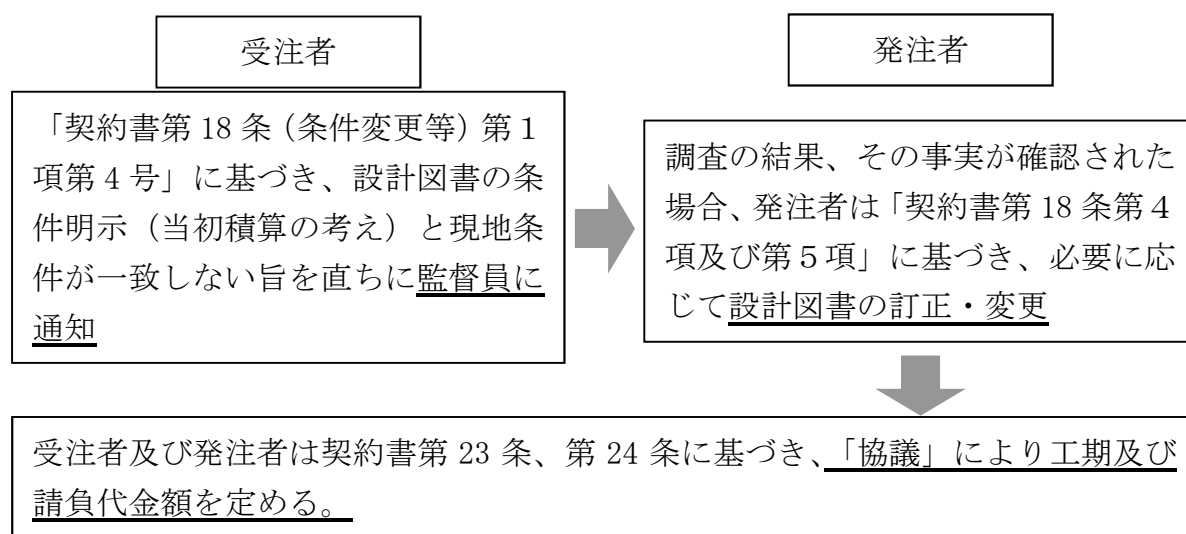 受注者
「契約書第 18 条（条件変更等）第１
項第 4 号」に基づき、設計図書の条
件明示（当初積算の考え）と現地条
件が一致しない旨を直ちに監督員に
通知
発注者
調査の結果、その事実が確認された
場合、発注者は「契約書第 18 条第４
項及び第５項」に基づき、必要に応
じて設計図書の訂正・変更
受注者及び発注者は契約書第 23 条、第 24 条に基づき、「協議」により工期及び
請負代金額を定める。